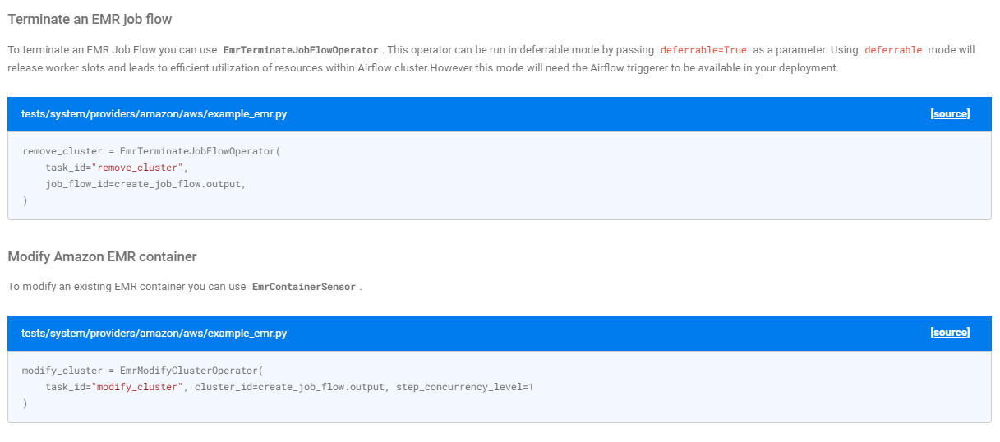 Terminate an EMR job flow
To terminate an EMR Job Flow you can use EmrTerminateJobFlowOperator . This operator can be run in deferrable mode by passing deferrable=True as a parameter. Using deferrable mode will
release worker slots and leads to efficient utilization of resources within Airflow cluster.However this mode will need the Airflow triggerer to be available in your deployment.
tests/system/providers/amazon/aws/example_emr.py [source]
remove_cluster = EmrTerminateJobFlowOperator(
    task_id="remove_cluster",
    job_flow_id=create_job_flow.output,
)
Modify Amazon EMR container
To modify an existing EMR container you can use EmrContainerSensor .
tests/system/providers/amazon/aws/example_emr.py [source]
modify_cluster = EmrModifyClusterOperator(
    task_id="modify_cluster", cluster_id=create_job_flow.output, step_concurrency_level=1
)